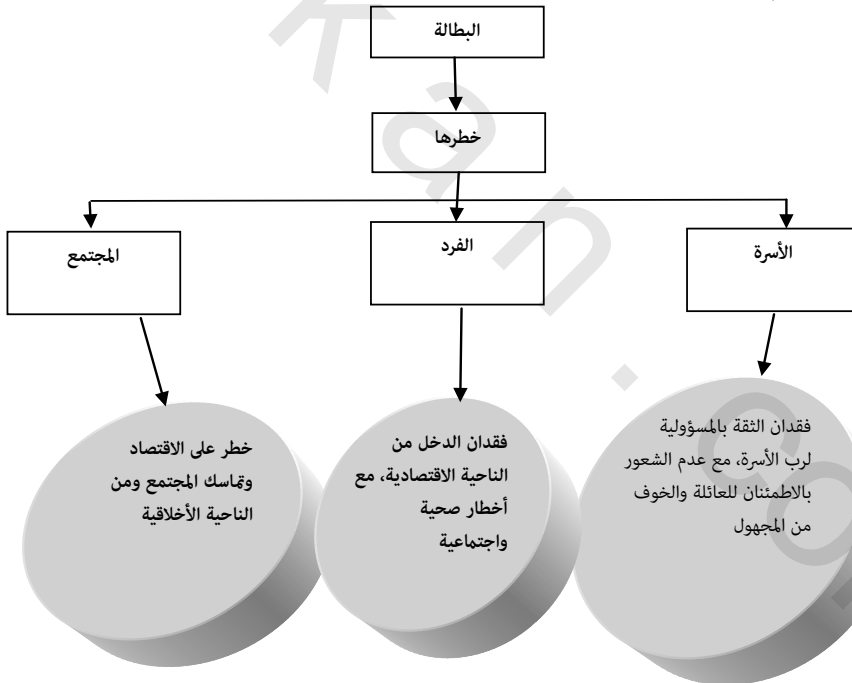 البطالة
خطرها
الأسرة
الفرد
المجتمع
فقدان الثقة بالمسؤولية
لرب الأسرة، مع عدم الشعور
بالاطمئنان للعائلة والخوف
من المجهول
فقدان الدخل من
الناحية الاقتصادية، مع
أخطار صحية
واجتماعية
خطر على الاقتصاد
وتماسك المجتمع ومن
الناحية الأخلاقية
k a n . co